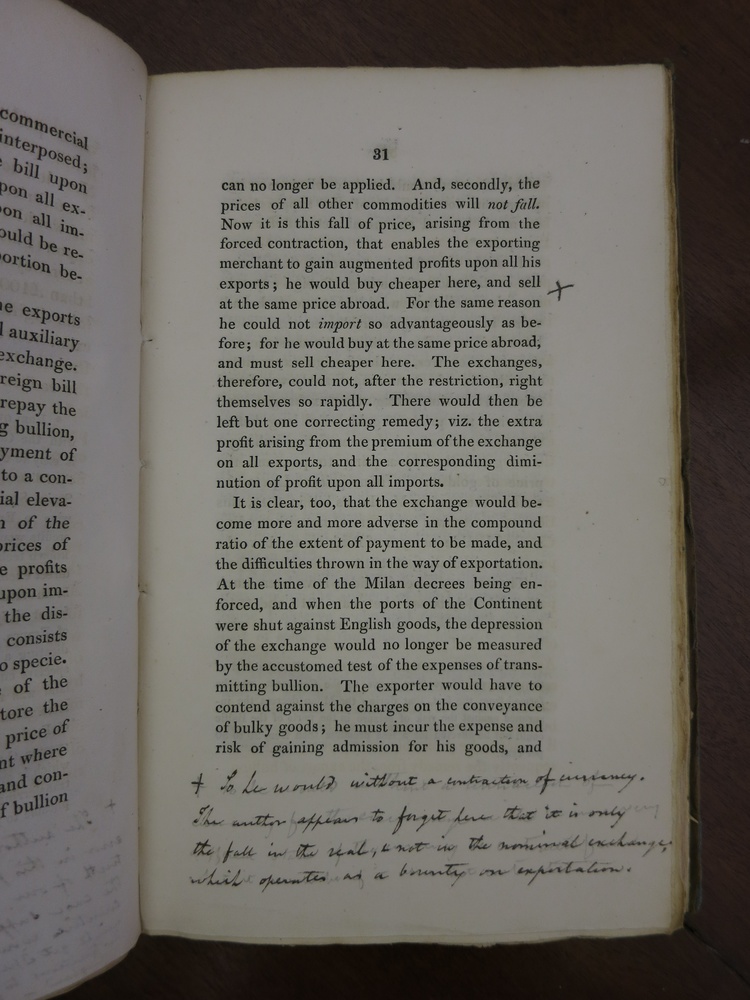 commercial
interposed;
bill upon
pon all ex-
on all im-
ould be re-
ortion be-
e exports
auxiliary
exchange.
reign bill
repay the
g bullion,
yment of
to a con-
ial eleva-
of the
prices of
e profits
upon im-
the dis-
consists
o specie.
of the
tore the
price of
nt where
and con-
f bullion
31
can no longer be applied. And, secondly, the
prices of all other commodities will not fall.
Now it is this fall of price, arising from the
forced contraction, that enables the exporting
merchant to gain augmented profits upon all his
exports; he would buy cheaper here, and sell +
at the same price abroad. For the same reason
he could not import so advantageously as be-
fore; for he would buy at the same price abroad,
and must sell cheaper here. The exchanges,
therefore, could not, after the restriction, right
themselves so rapidly. There would then be
left but one correcting remedy; viz. the extra
profit arising from the premium of the exchange
on all exports, and the corresponding dimi-
nution of profit upon all imports.
It is clear, too, that the exchange would be-
come more and more adverse in the compound
ratio of the extent of payment to be made, and
the difficulties thrown in the way of exportation.
At the time of the Milan decrees being en-
forced, and when the ports of the Continent
were shut against English goods, the depression
of the exchange would no longer be measured
by the accustomed test of the expenses of trans-
mitting bullion. The exporter would have to
contend against the charges on the conveyance
of bulky goods; he must incur the expense and
risk of gaining admission for his goods, and
+ So he would without a contraction of currency.
The author appears to forget here that it is only
the fall in the real, & not in the nominal exchange,
which operates as a bounty on exportation.